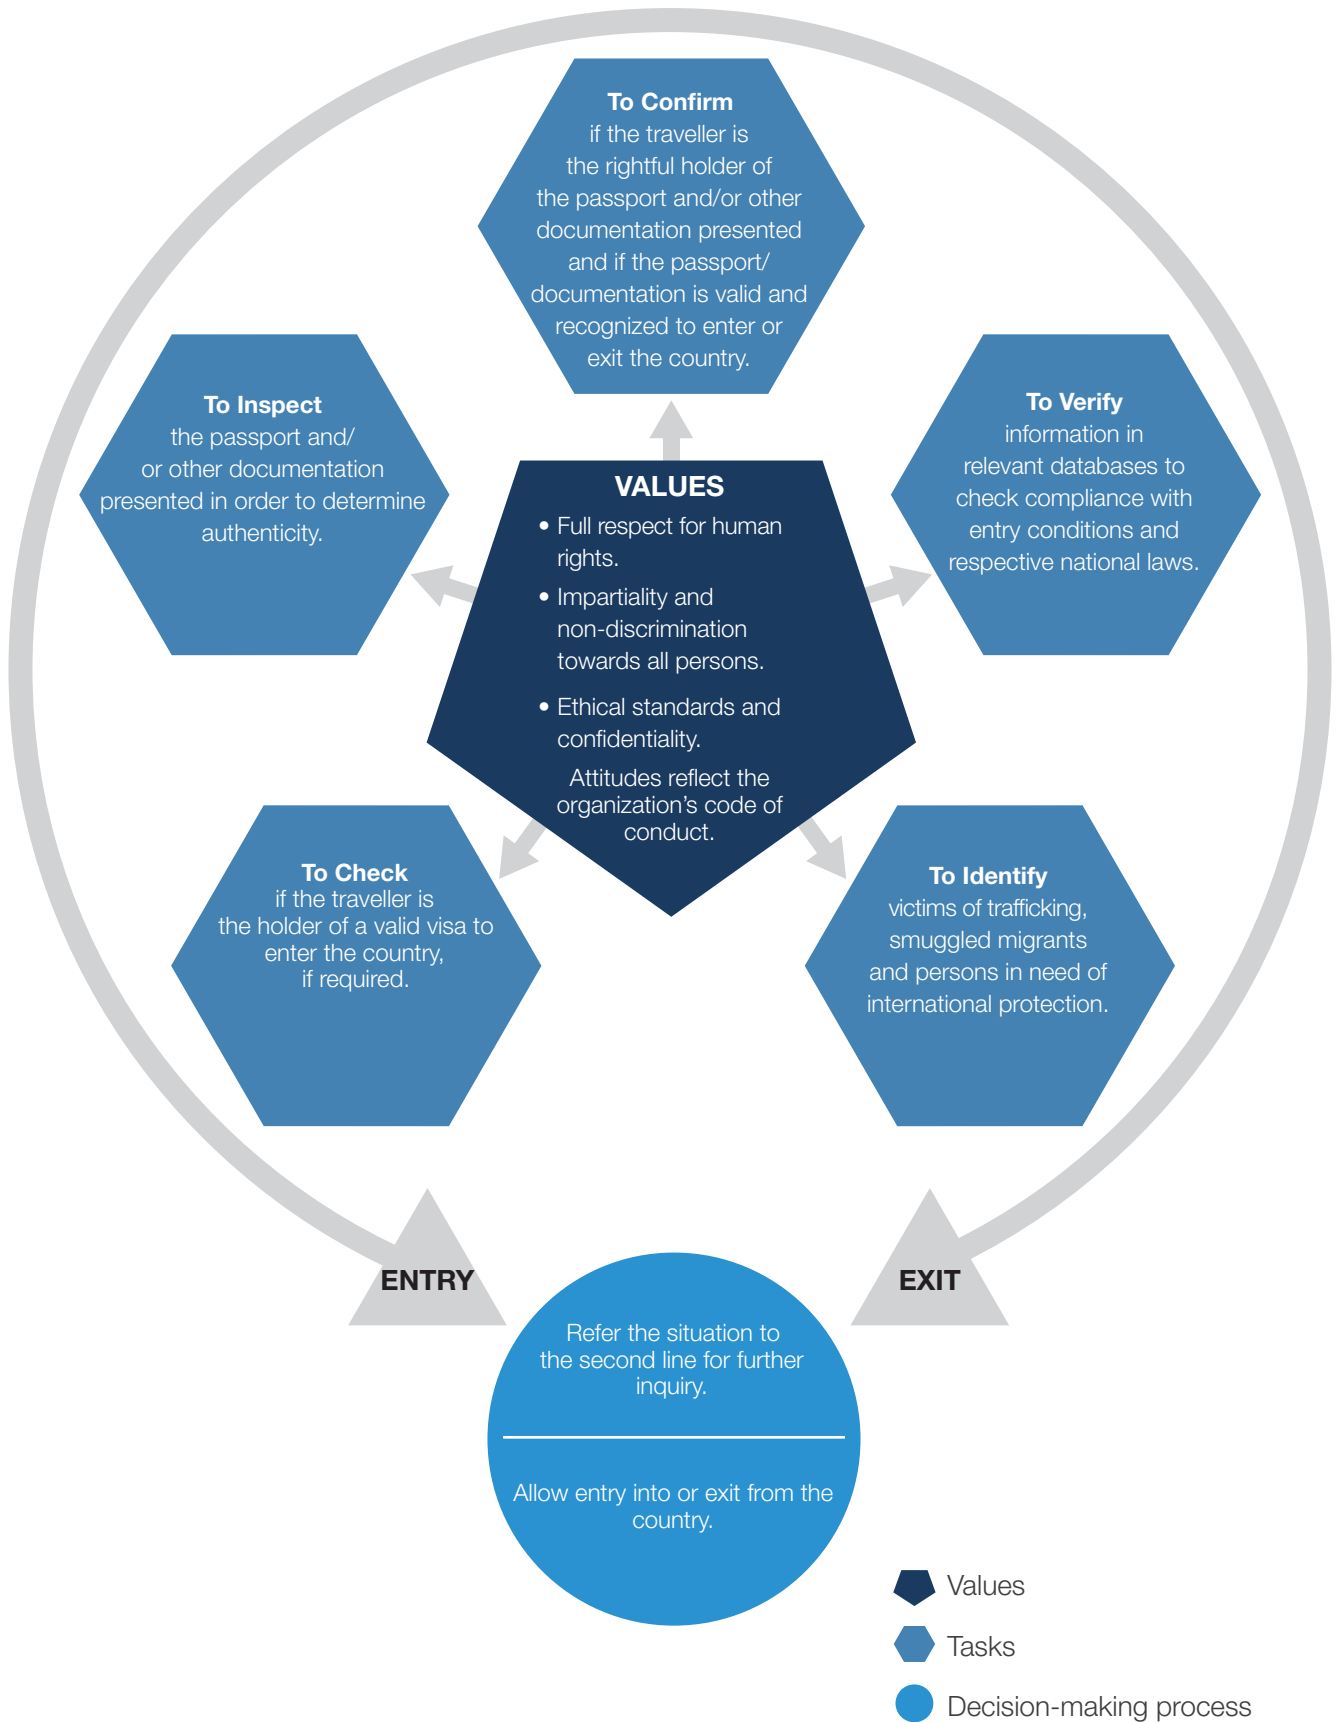 To Confirm
if the traveller is
the rightful holder of
the passport and/or other
documentation presented
and if the passport/
documentation is valid and
recognized to enter or
exit the country.
To Inspect
the passport and/
or other documentation
presented in order to determine
authenticity.
To Verify
information in
relevant databases to
check compliance with
entry conditions and
respective national laws.
VALUES
• Full respect for human
rights.
• Impartiality and
non-discrimination
towards all persons.
• Ethical standards and
confidentiality.
Attitudes reflect the
organization's code of
conduct.
To Check
if the traveller is
the holder of a valid visa to
enter the country,
if required.
To Identify
victims of trafficking,
smuggled migrants
and persons in need of
international protection.
ENTRY
EXIT
Refer the situation to
the second line for further
inquiry.
Allow entry into or exit from the
country.
Values
Tasks
Decision-making process